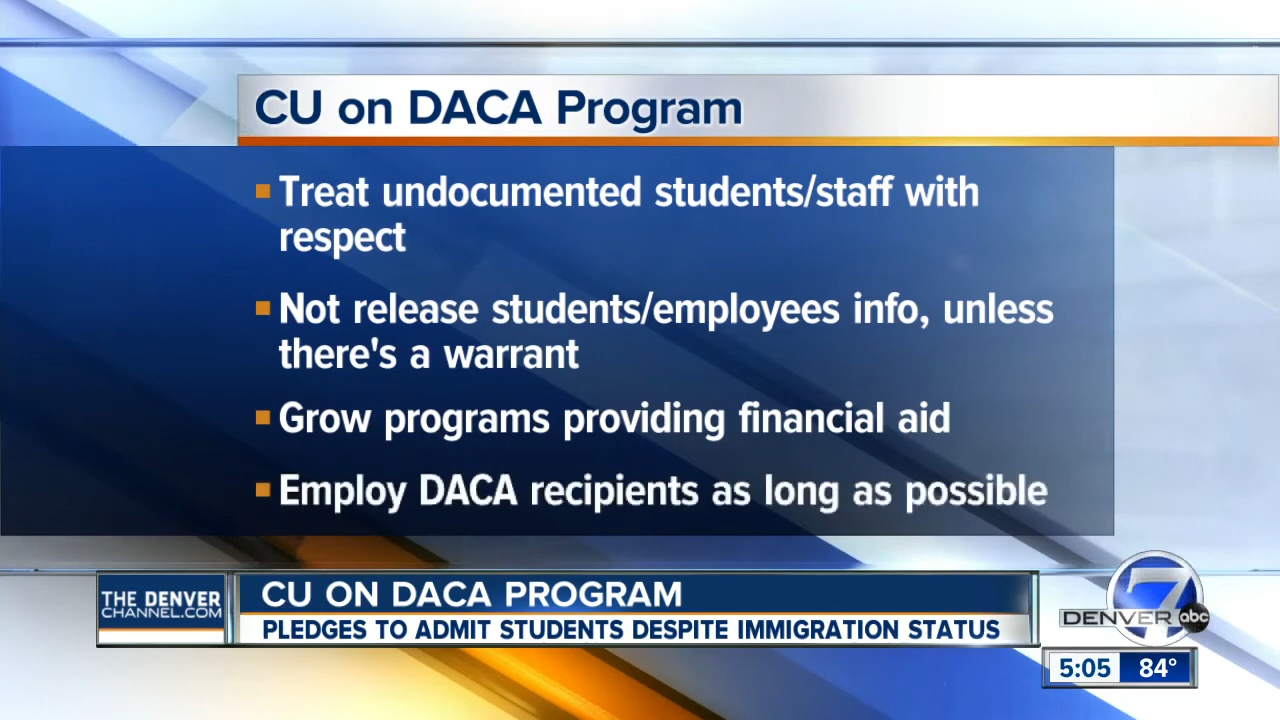 CU on DACA Program
Treat undocumented students/staff with
respect
Not release students/employees info, unless
there's a warrant
Grow programs providing financial aid
Employ DACA recipients as long as possible
THE DENVER
CHANNEL.COM
CU ON DACA PROGRAM
PLEDGES TO ADMIT STUDENTS DESPITE IMMIGRATION STATUS
7
DENVER abc
5:05 84°